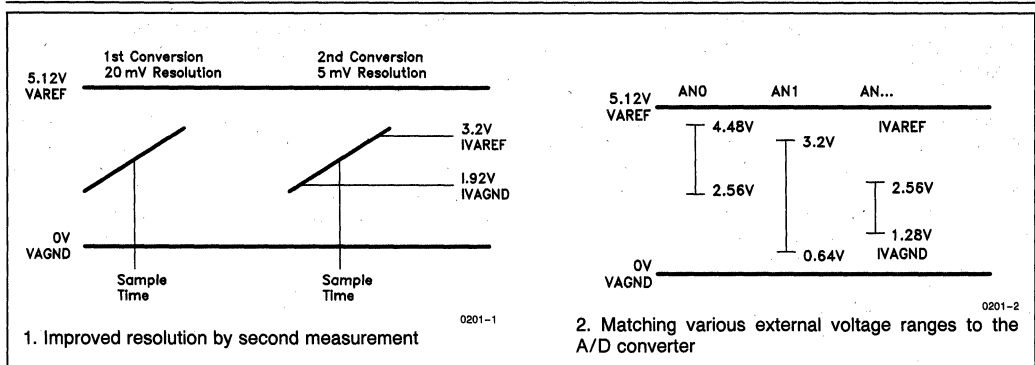 1st Conversion
20 mV Resolution
2nd Conversion
5 mV Resolution
5.12V
VAREF
3.2V
IVAREF
1.92V
IVAGND
0V
VAGND
Sample
Time
Sample
Time
0201-1
1. Improved resolution by second measurement
AN0
AN1
AN...
5.12V
VAREF
4.48V
3.2V
IVAREF
2.56V
2.56V
0.64V
1.28V
IVAGND
0V
VAGND
0201-2
2. Matching various external voltage ranges to the
A/D converter